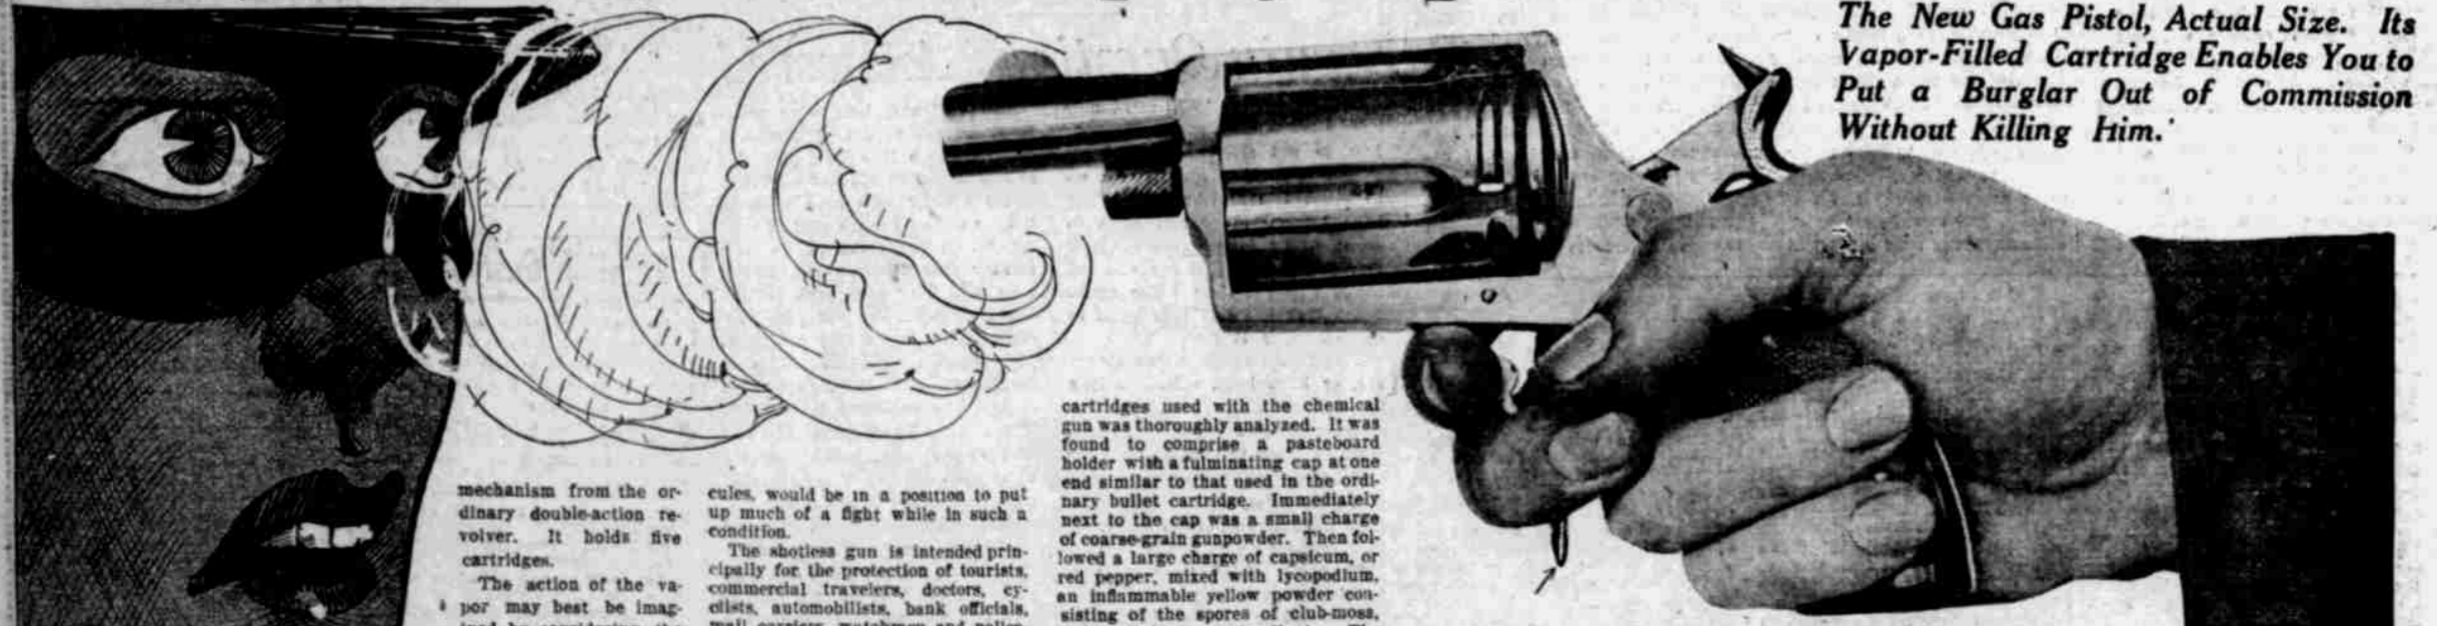 The New Gas Pistol, Actual Size. Its
Vapor-Filled Cartridge Enables You to
Put a Burglar Out of Commission
Without Killing Him.
mechanism from the or-
dinary double-action re-
volver. It holds five
cartridges.
The action of the va-
por may best be imag-
cules, would be in a position to put
up much of a fight while in such a
condition.
The shotless gun is intended prin-
cipally for the protection of tourists,
commercial travelers, doctors, cy-
clists, automobilists, bank officials,
cartridges used with the chemical
gun was thoroughly analyzed. It was
found to comprise a pasteboard
holder with a fulminating cap at one
end similar to that used in the ordi-
nary bullet cartridge. Immediately
next to the cap was a small charge
of coarse-grain gunpowder. Then fol-
lowed a large charge of capsicum, or
red pepper, mixed with lycopodium,
an inflammable yellow powder con-
sisting of the spores of club-moss,